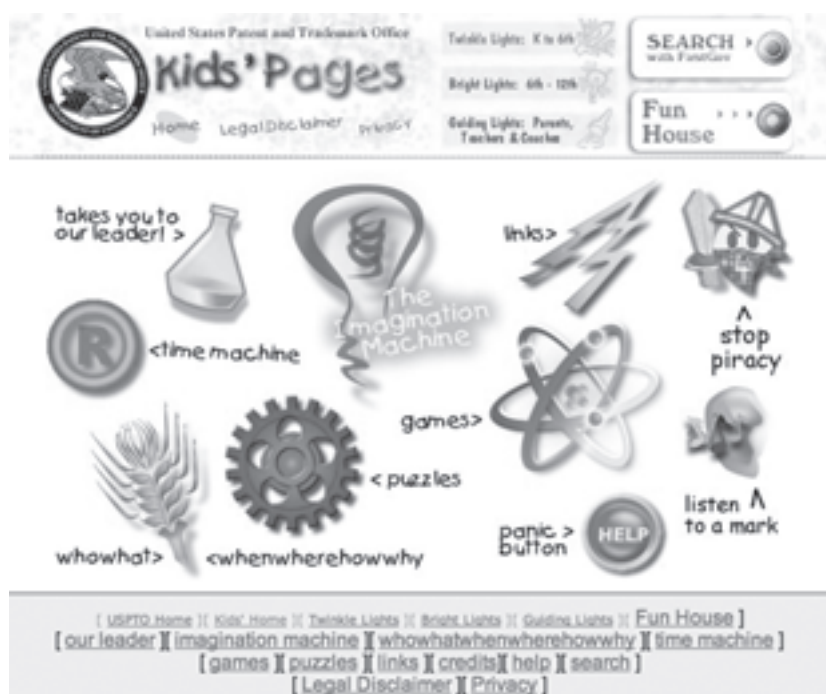 United States Patent and Trademark Office
Kids' Pages
Home Legal Disclaimer Privacy
Twinkle Lights: K to 6th
Bright Lights: 6th - 12th
Guiding Lights: Parents,
Teachers & Coaches
SEARCH >
Fun > > >
House
takes you to
our leader! >
The
Imagination
Machine
links>
^
stop
piracy
R
<time machine
games>
< puzzles
listen ^
to a mark
panic >
button
HELP
whowhat>
<whenwherehowwhy
[ USPTO Home ][ Kids' Home ][ Twinkle Lights ][ Bright Lights ][ Guiding Lights ][ Fun House ]
[ our leader ][ imagination machine ][ whowhatwhenwherehowwhy ][ time machine ]
[ games ][ puzzles ][ links ][ credits][ help ][ search ]
[ Legal Disclaimer ][ Privacy ]